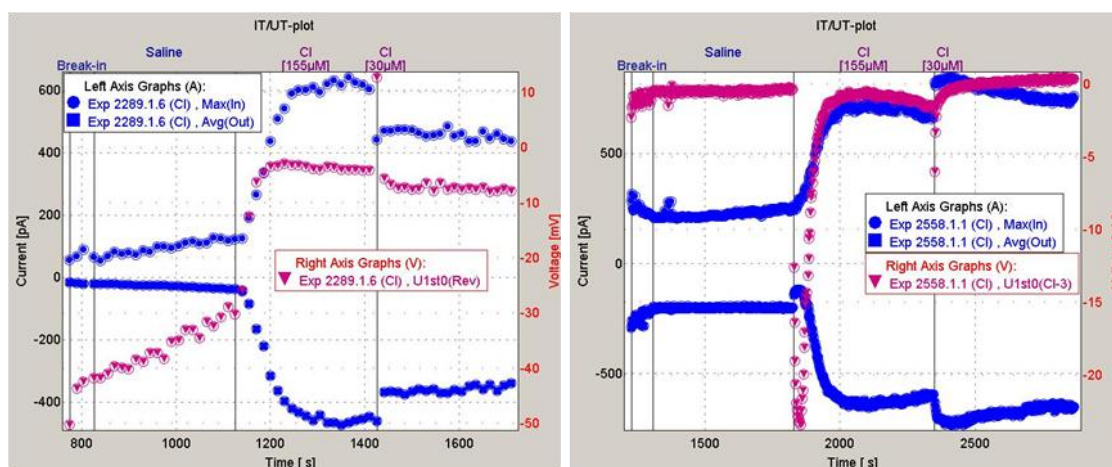 IT/UT-plot
Break-in Saline Cl [155µM] Cl [30µM]
Left Axis Graphs (A):
Exp 2289.1.6 (Cl) , Max(In)
Exp 2289.1.6 (Cl) , Avg(Out)
Right Axis Graphs (V):
Exp 2289.1.6 (Cl) , U1st0(Rev)
Current [pA]
600
400
200
0
-200
-400
Voltage [mV]
10
0
-10
-20
-30
-40
-50
800 1000 1200 1400 1600
Time [ s]
IT/UT-plot
Break-in Saline Cl [155µM] Cl [30µM]
Left Axis Graphs (A):
Exp 2558.1.1 (Cl) , Max(In)
Exp 2558.1.1 (Cl) , Avg(Out)
Right Axis Graphs (V):
Exp 2558.1.1 (Cl) , U1st0(Cl-3)
Current [pA]
500
0
-500
Voltage [mV]
0
-5
-10
-15
-20
1500 2000 2500
Time [ s]